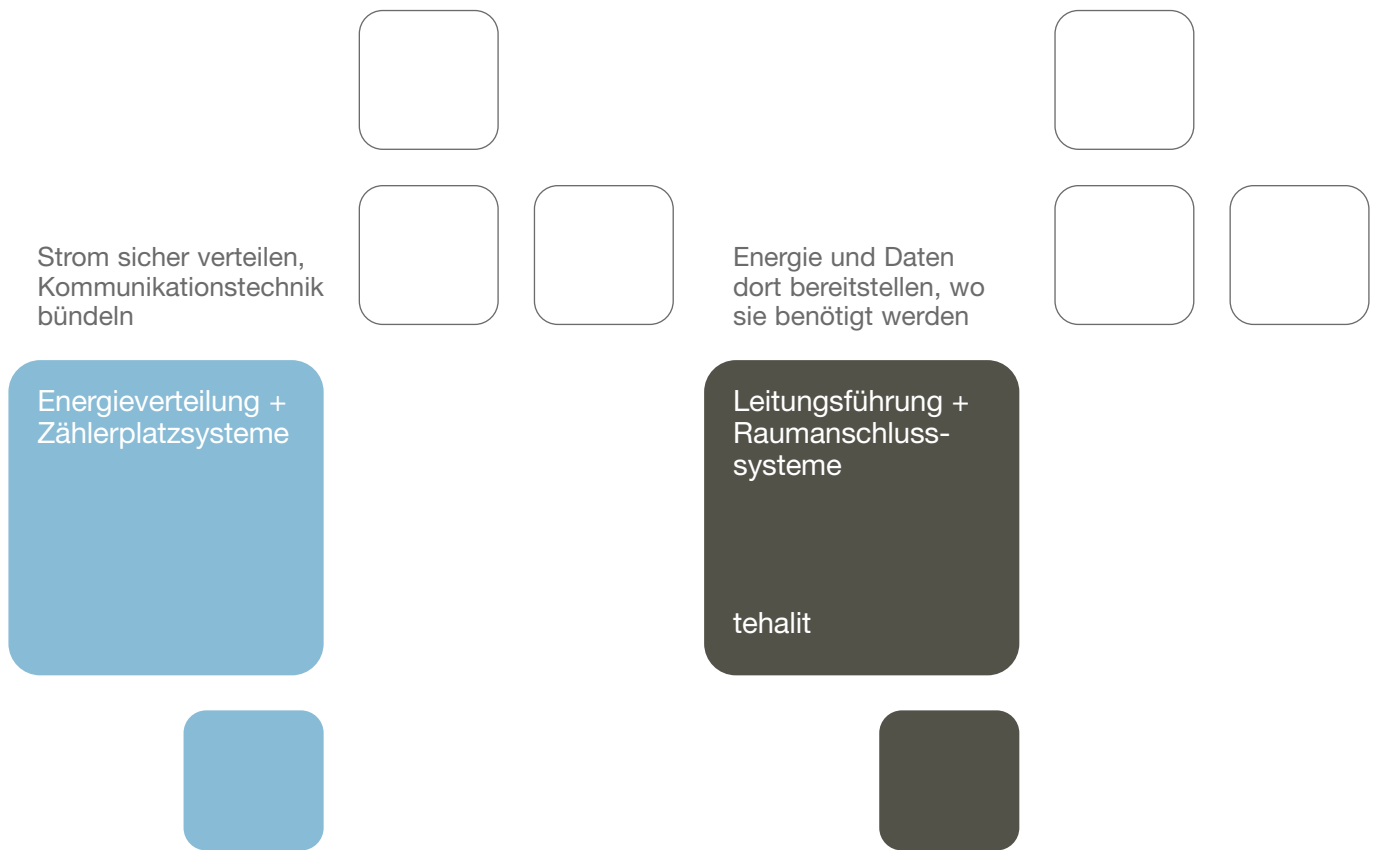 Strom sicher verteilen,
Kommunikationstechnik
bündeln
Energieverteilung +
Zählerplatzsysteme
Energie und Daten
dort bereitstellen, wo
sie benötigt werden
Leitungsführung +
Raumanschluss-
systeme
tehalit